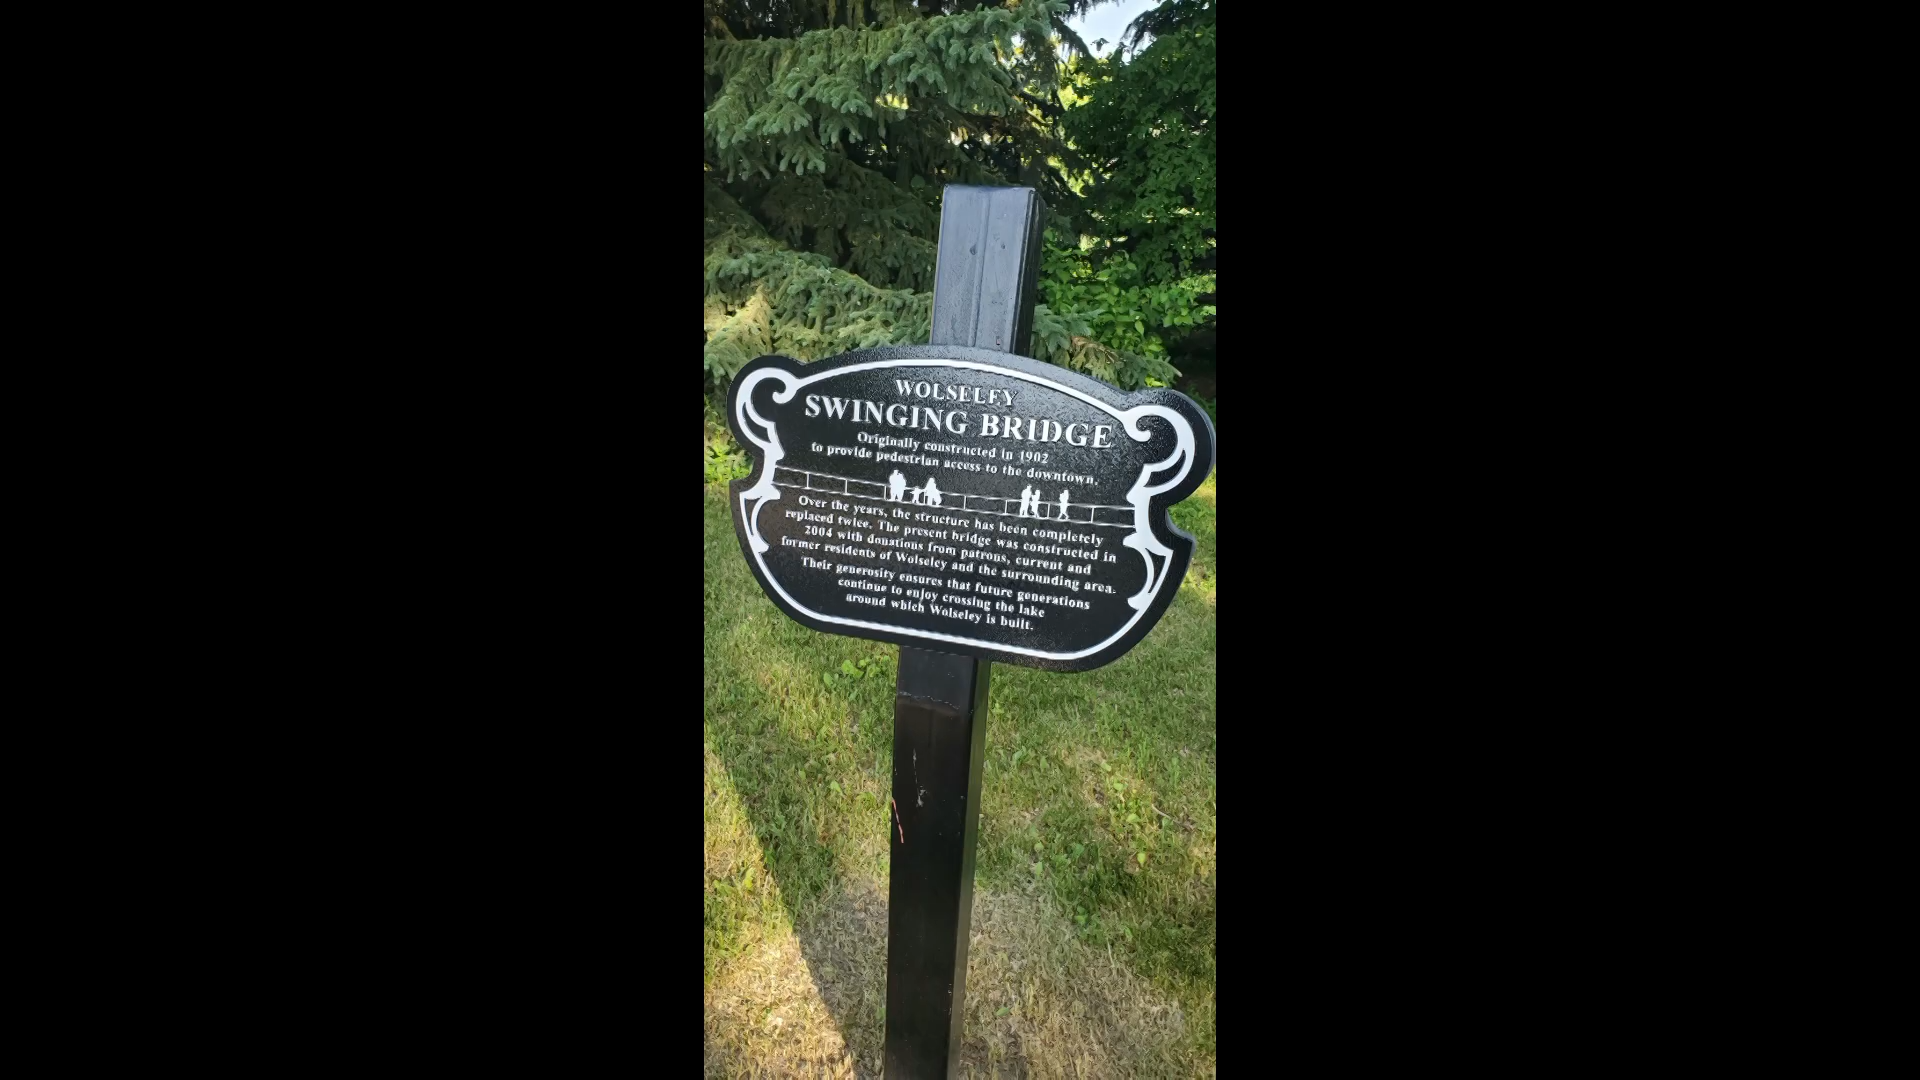 WOLSELEY
SWINGING BRIDGE
Originally constructed in 1902
to provide pedestrian access to the downtown.
Over the years, the structure has been completely
replaced twice. The present bridge was constructed in
2004 with donations from patrons, current and
former residents of Wolseley and the surrounding area.
Their generosity ensures that future generations
continue to enjoy crossing the lake
around which Wolseley is built.